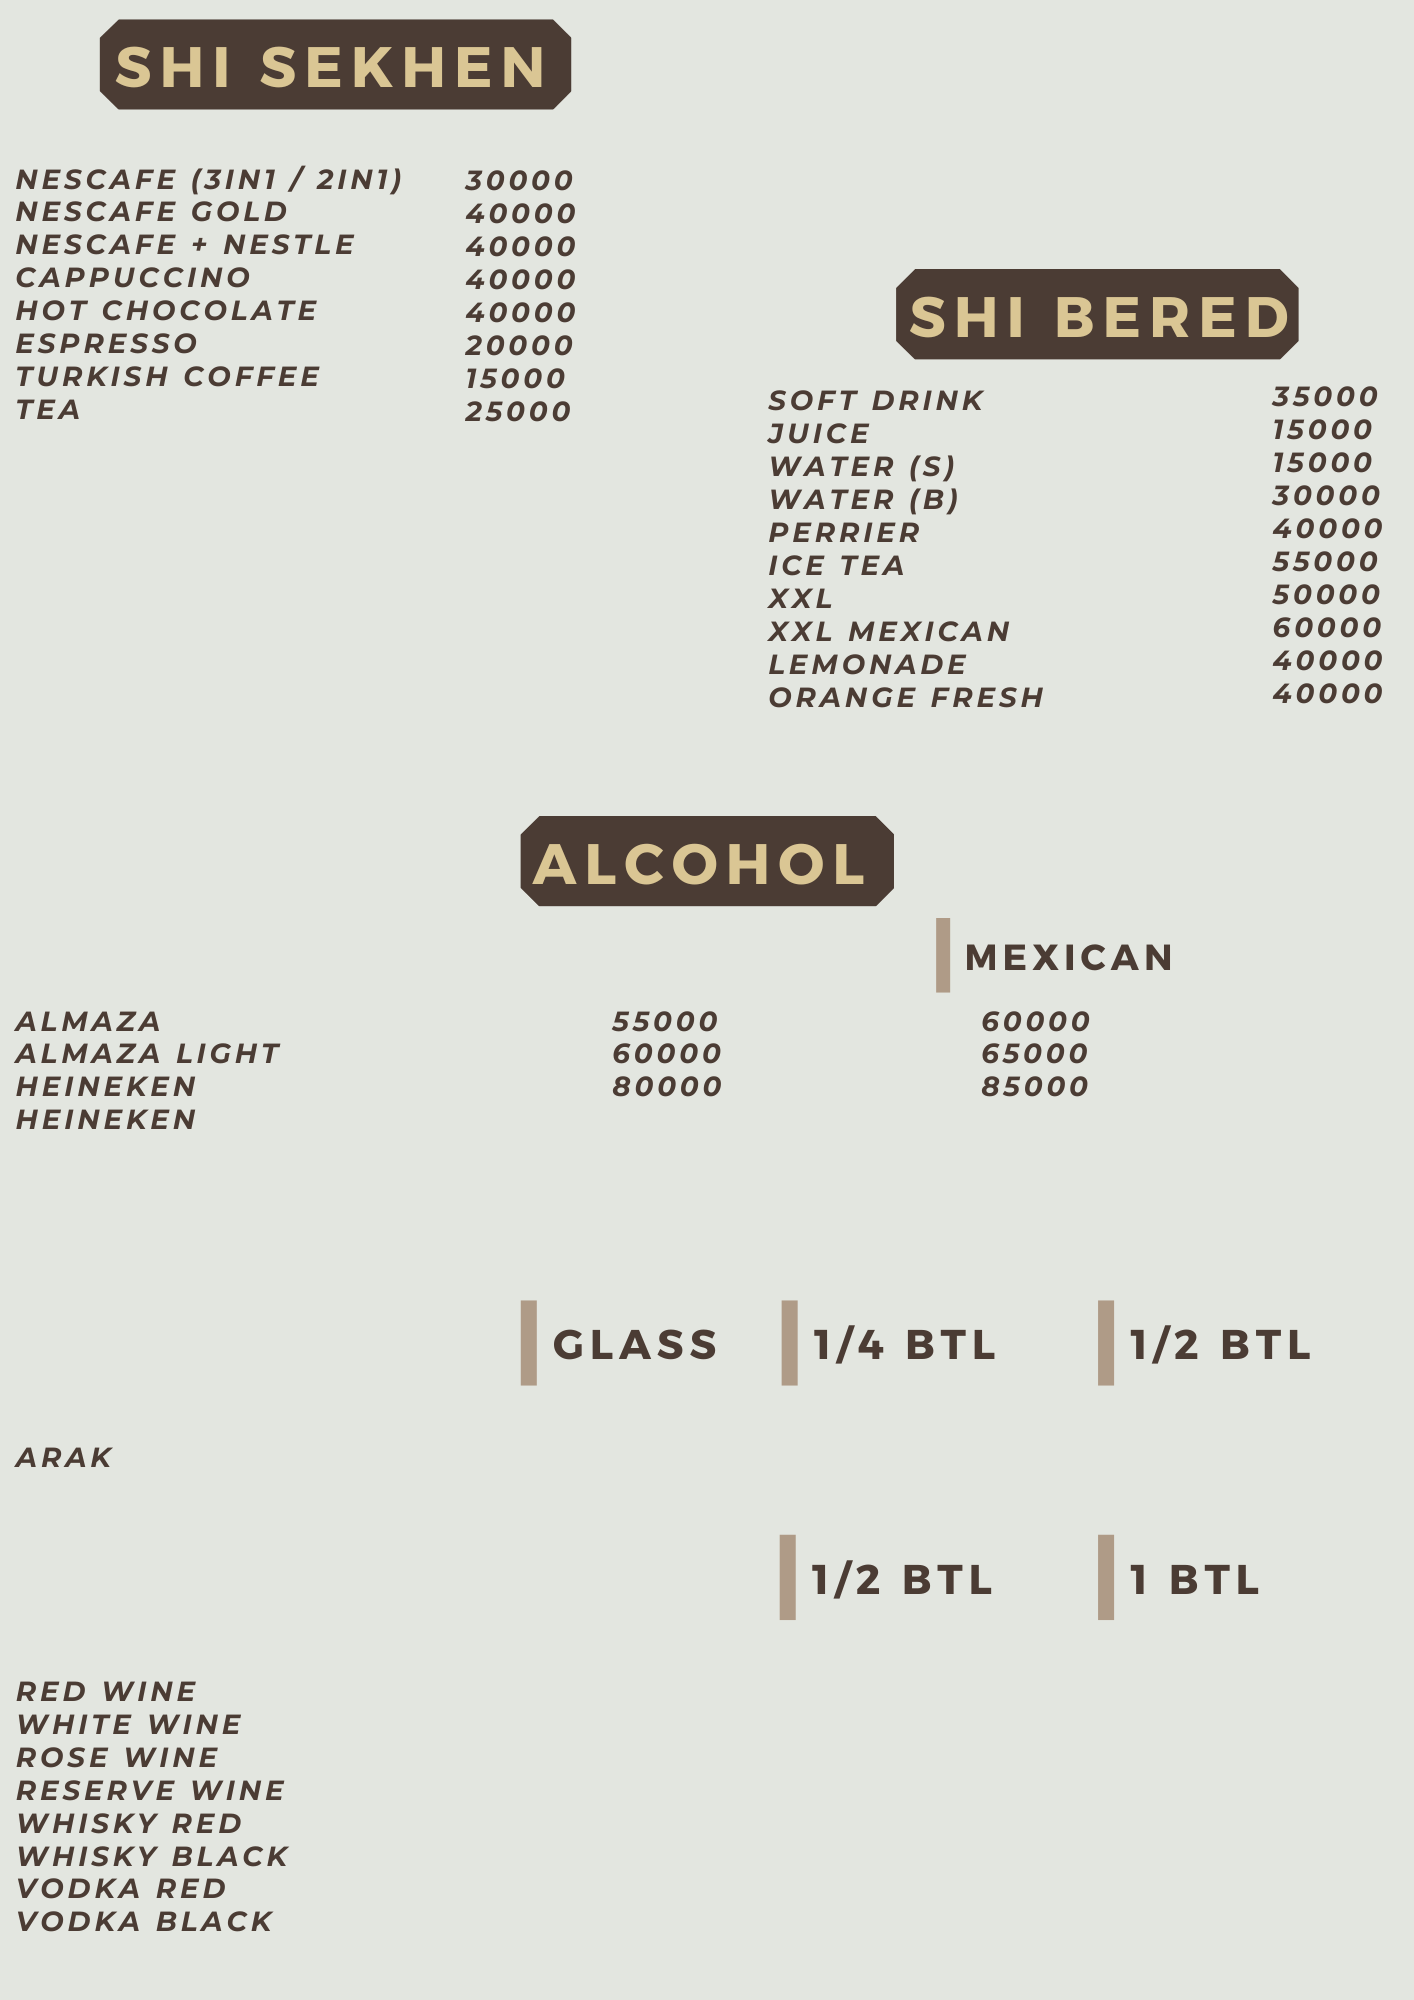 SHI SEKHEN
NESCAFE (3IN1 / 2IN1) 30000
NESCAFE GOLD 40000
NESCAFE + NESTLE 40000
CAPPUCCINO 40000
HOT CHOCOLATE 40000
ESPRESSO 20000
TURKISH COFFEE 15000
TEA 25000
SHI BERED
SOFT DRINK 35000
JUICE 15000
WATER (S) 15000
WATER (B) 30000
PERRIER 40000
ICE TEA 55000
XXL 50000
XXL MEXICAN 60000
LEMONADE 40000
ORANGE FRESH 40000
ALCOHOL
MEXICAN
ALMAZA 55000 60000
ALMAZA LIGHT 60000 65000
HEINEKEN 80000 85000
HEINEKEN
GLASS 1/4 BTL 1/2 BTL
ARAK
1/2 BTL 1 BTL
RED WINE
WHITE WINE
ROSE WINE
RESERVE WINE
WHISKY RED
WHISKY BLACK
VODKA RED
VODKA BLACK